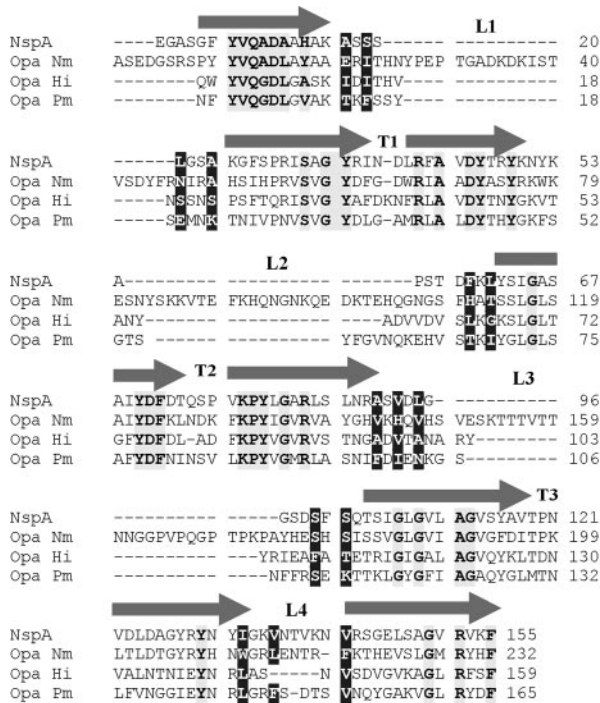 L1
NspA ----EGASGF YVQADAAHAK ASSS------ ---------- 20
Opa Nm ASEDGSRSPY YVQADLAYAA ERITHNYPEP TGADKDKIST 40
Opa Hi --------QW YVQGDLGASK IDITHV---- ---------- 18
Opa Pm --------NF YVQGDLGVAK TKFSSY---- ---------- 18
T1
NspA ------LGSA KGFSPRISAG YRIN-DLRFA VDYTRYKNYK 53
Opa Nm VSDYFRNIRA HSIHPRVSVG YDFG-DWRIA ADYASYRKWK 79
Opa Hi -----NSSNS PSFTQRISVG YAFDKNFRLA VDYTNYGKVT 53
Opa Pm -----SEMNK TNIVPNVSVG YDLG-AMRLA LDYTHYGKFS 52
L2
NspA A--------- ---------- -------PST DFKLYSIGAS 67
Opa Nm ESNYSKKVTE FKHQNGNKQE DKTEHQGNGS FHATSSLGLS 119
Opa Hi ANY------- ---------- ----ADVVDV SLKGKSLGLT 72
Opa Pm GTS------- ---------- YFGVNQKEHV STKIYGLGLS 75
T2 L3
NspA AIYDFDTQSP VKPYLGARLS LNRASVDLG- ---------- 96
Opa Nm AIYDFKLNDK FKPYIGVRVA YGHVKHQVHS VESKTTTVTT 159
Opa Hi GFYDFDL-AD FKPYIGVRVS TNGADVTANA RY-------- 103
Opa Pm AFYDFNINSV LKPYVGMRLA SNIFDIENKG S--------- 106
T3
NspA ---------- -----GSDSF SQTSIGLGVL AGVSYAVTPN 121
Opa Nm NNGGPVPQGP TPKPAYHESH SISSVGLGVI AGVGFDITPK 199
Opa Hi ---------- ---YRIEAFA TETRIGIGAL AGVQYKLTDN 130
Opa Pm ---------- ----NFFRSE KTTKLGYGFI AGAQYGLMTN 132
L4
NspA VDLDAGYRYN YIGKVNTVKN VRSGELSAGV RVKF 155
Opa Nm LTLDTGYRYH NWGRLENTR- FKTHEVSLGM RYHF 232
Opa Hi VALNTNIEYN RLAS-----N VSDVGVKAGL RFSF 159
Opa Pm LFVNGGIEYN RLGRFS-DTS VNQYGAKVGL RYDF 165